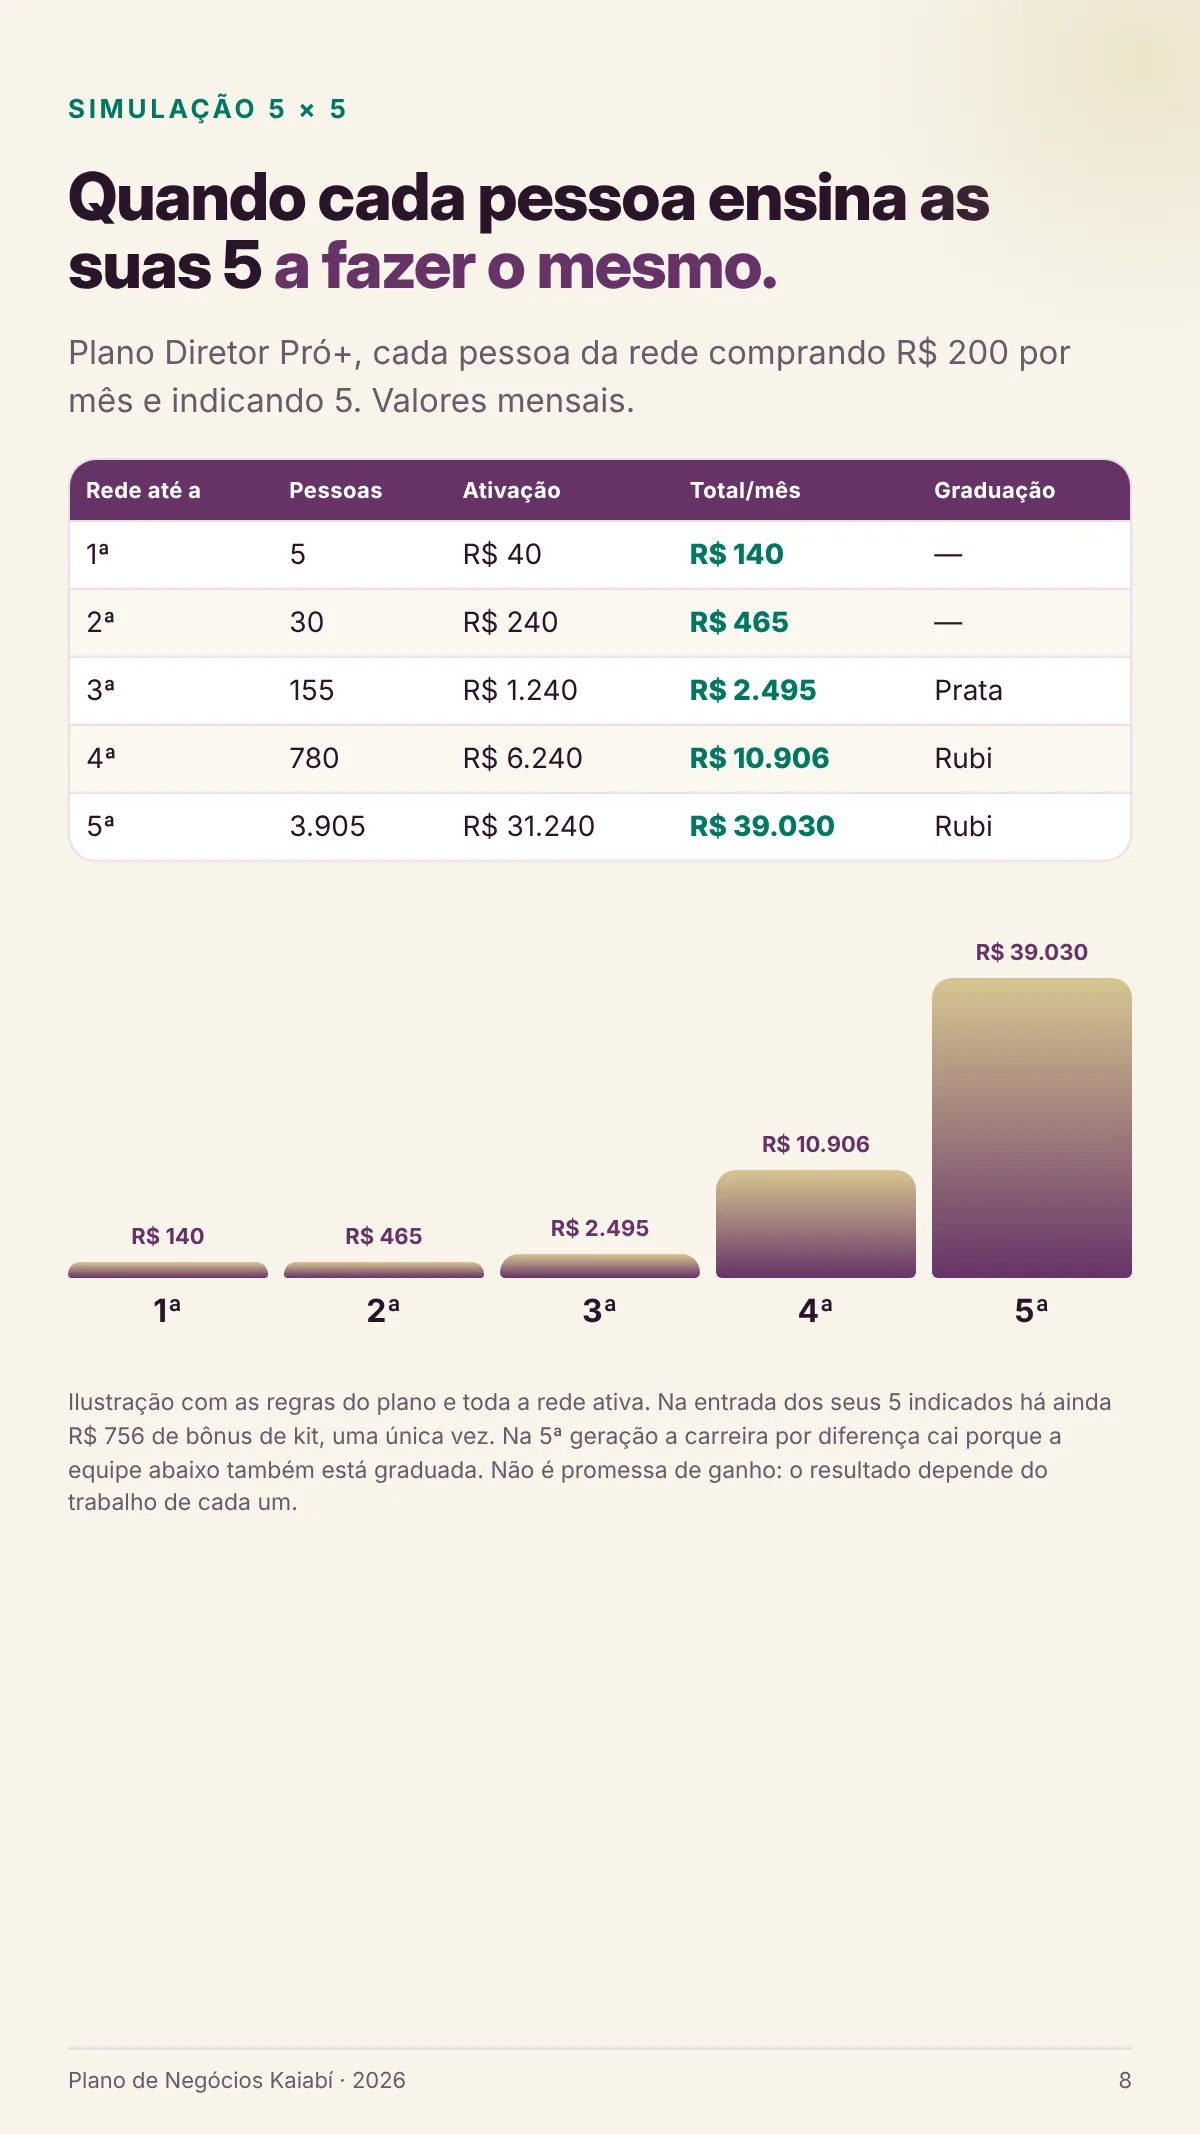 SIMULAÇÃO 5 × 5
Quando cada pessoa ensina as
suas 5 a fazer o mesmo.
Plano Diretor Pró+, cada pessoa da rede comprando R$ 200 por
mês e indicando 5. Valores mensais.
Rede até a Pessoas Ativação Total/mês Graduação
1ª 5 R$ 40 R$ 140 —
2ª 30 R$ 240 R$ 465 —
3ª 155 R$ 1.240 R$ 2.495 Prata
4ª 780 R$ 6.240 R$ 10.906 Rubi
5ª 3.905 R$ 31.240 R$ 39.030 Rubi
R$ 140 R$ 465 R$ 2.495 R$ 10.906 R$ 39.030
1ª 2ª 3ª 4ª 5ª
Ilustração com as regras do plano e toda a rede ativa. Na entrada dos seus 5 indicados há ainda
R$ 756 de bônus de kit, uma única vez. Na 5ª geração a carreira por diferença cai porque a
equipe abaixo também está graduada. Não é promessa de ganho: o resultado depende do
trabalho de cada um.
Plano de Negócios Kaiabí · 2026 8